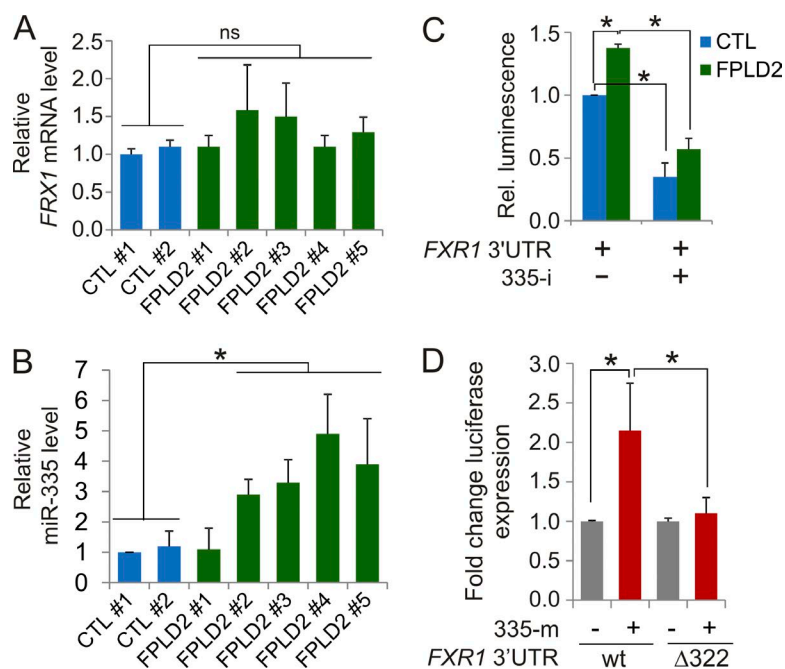 A
ns
Relative
FRX1 mRNA level
2.5
2.0
1.5
1.0
0.5
0.0
CTL #1
CTL #2
FPLD2 #1
FPLD2 #2
FPLD2 #3
FPLD2 #4
FPLD2 #5
B
*
Relative
miR-335 level
7
6
5
4
3
2
1
0
CTL #1
CTL #2
FPLD2 #1
FPLD2 #2
FPLD2 #3
FPLD2 #4
FPLD2 #5
C
* *
*
CTL
FPLD2
Rel. luminescence
1.5
1.0
0.5
0.0
FXR1 3'UTR + +
335-i − +
D
* *
Fold change luciferase
expression
3.0
2.5
2.0
1.5
1.0
0.5
0.0
335-m - + - +
FXR1 3'UTR wt Δ322